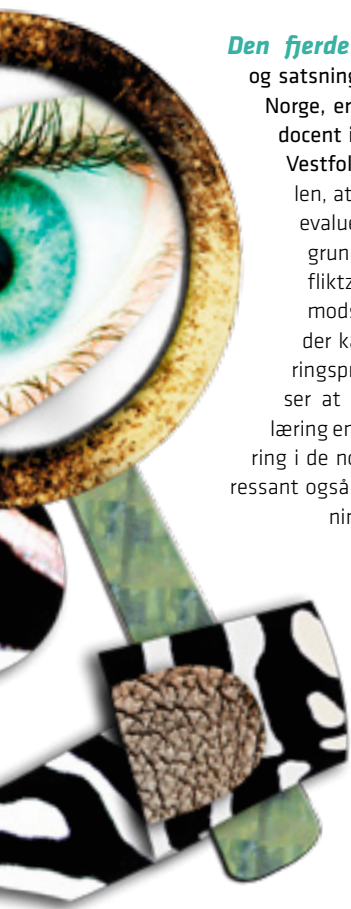 Den fjerde
og satsning
Norge, er
docent i
Vestfol
len, at
evalue
grun
fliktz
mods
der ka
ringspr
ser at
læring en
ring i de no
ressant også
nin